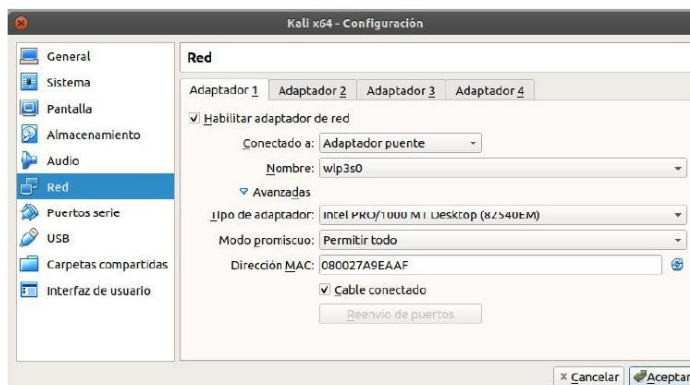 Kali x64 - Configuración
General
Sistema
Pantalla
Almacenamiento
Audio
Red
Puertos serie
USB
Carpetas compartidas
Interfaz de usuario
Red
Adaptador 1 Adaptador 2 Adaptador 3 Adaptador 4
Habilitar adaptador de red
Conectado a: Adaptador puente
Nombre: wlp3s0
Avanzadas
Tipo de adaptador: Intel PRO/1000 MT Desktop (82540EM)
Modo promiscuo: Permitir todo
Dirección MAC: 080027A9EAAF
Cable conectado
Reenvío de puertos
Cancelar Aceptar